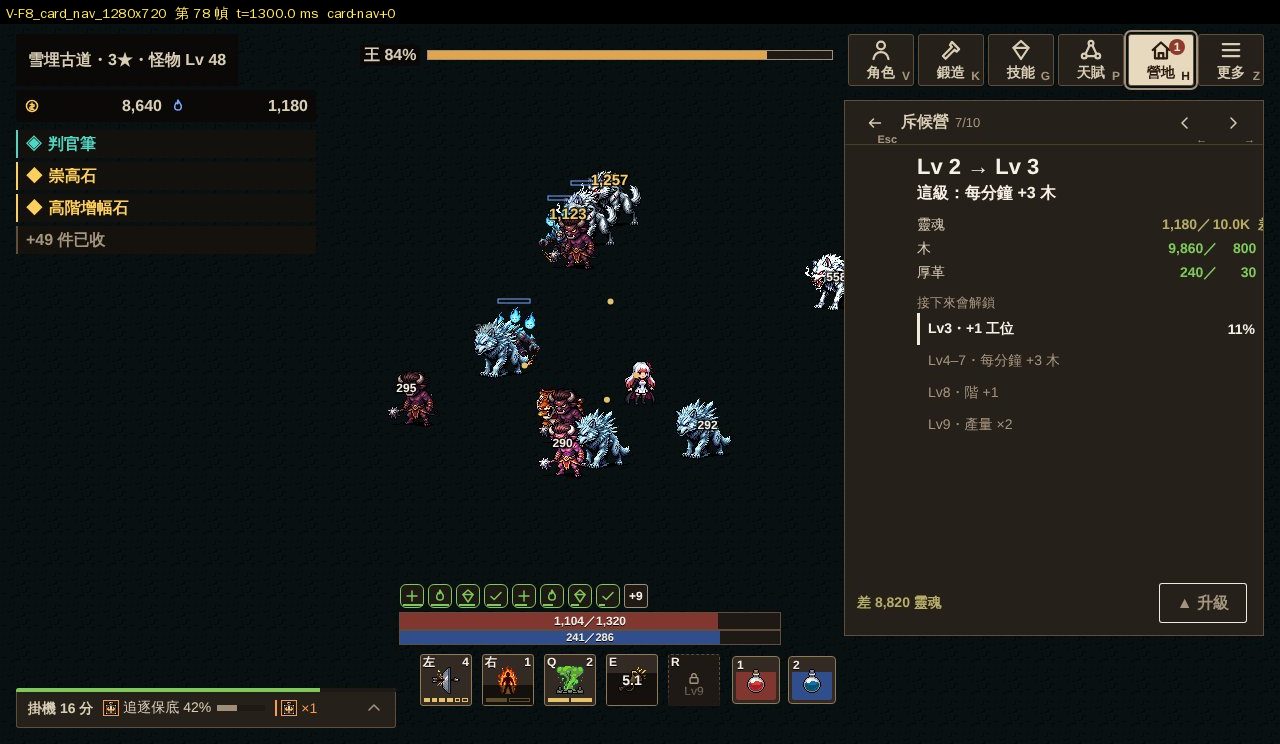 V-F8_card_nav_1280x720 第 78 幀 t=1300.0 ms card-nav+0
雪埋古道・3★・怪物 Lv 48
王 84%
角色 V
鍛造 K
技能 G
天賦 P
營地 H 1
更多 Z
8,640 1,180
判官筆
崇高石
高階增幅石
+49 件已收
← 斥候營 7/10
Esc ← →
Lv 2 → Lv 3
這級：每分鐘 +3 木
靈魂 1,180／10.0K
木 9,860／ 800
厚革 240／ 30
接下來會解鎖
Lv3・+1 工位 11%
Lv4–7・每分鐘 +3 木
Lv8・階 +1
Lv9・產量 ×2
差 8,820 靈魂
▲ 升級
1,257
1,123
558
295
290
292
+9
1,104／1,320
241／286
左 4
右 1
Q 2
E 5.1
R Lv9
1
2
掛機 16 分 追逐保底 42% ×1